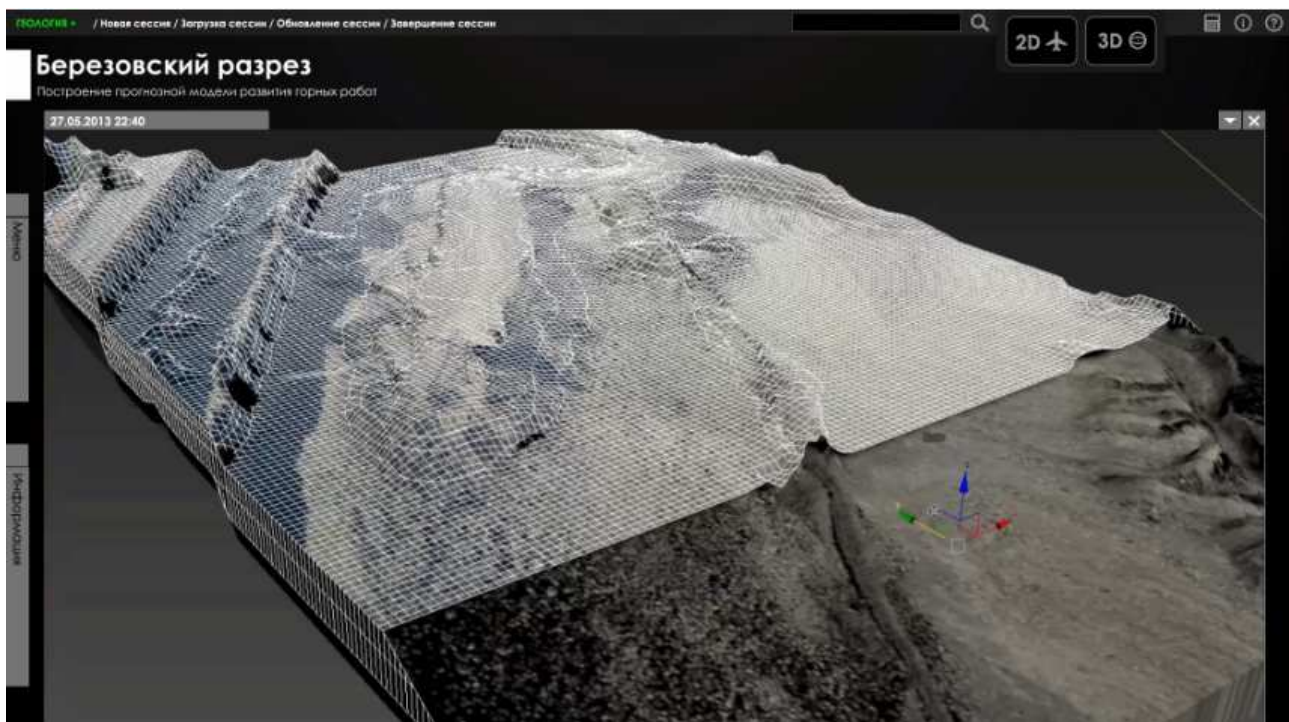 ГЕОЛОГИЯ + / Новая сессия / Загрузка сессии / Обновление сессии / Завершение сессии
2D 3D
Березовский разрез
Построение прогнозной модели развития горных работ
27.05.2013 22:40
Меню
Информация